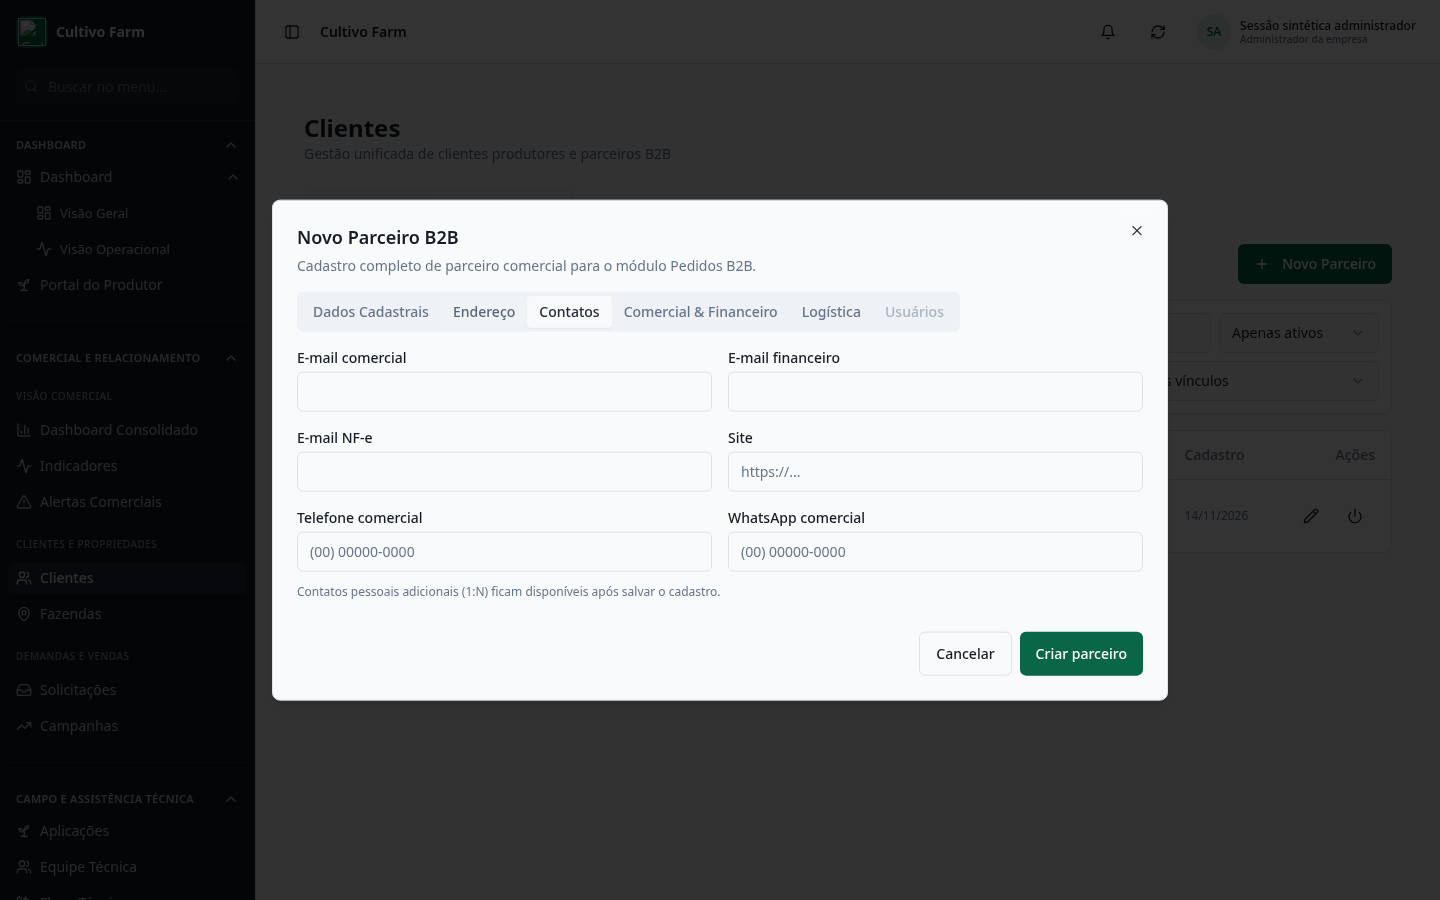 Cultivo Farm
Buscar no menu...
DASHBOARD
Dashboard
Visão Geral
Visão Operacional
Portal do Produtor
COMERCIAL E RELACIONAMENTO
VISÃO COMERCIAL
Dashboard Consolidado
Indicadores
Alertas Comerciais
CLIENTES E PROPRIEDADES
Clientes
Fazendas
DEMANDAS E VENDAS
Solicitações
Campanhas
CAMPO E ASSISTÊNCIA TÉCNICA
Aplicações
Equipe Técnica
Cultivo Farm
SA
Sessão sintética administrador
Administrador da empresa
Clientes
Gestão unificada de clientes produtores e parceiros B2B
Novo Parceiro
Apenas ativos
vínculos
Cadastro Ações
14/11/2026
Novo Parceiro B2B
Cadastro completo de parceiro comercial para o módulo Pedidos B2B.
Dados Cadastrais Endereço Contatos Comercial & Financeiro Logística Usuários
E-mail comercial E-mail financeiro
E-mail NF-e Site
https://...
Telefone comercial WhatsApp comercial
(00) 00000-0000 (00) 00000-0000
Contatos pessoais adicionais (1:N) ficam disponíveis após salvar o cadastro.
Cancelar Criar parceiro